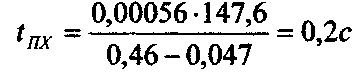 t_ПХ = (0,00056·147,6)/(0,46–0,047) = 0,2с